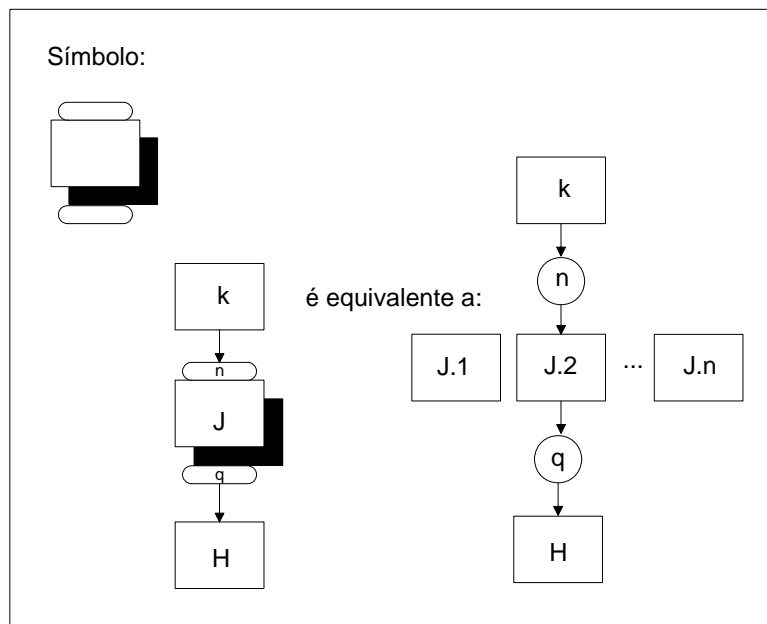 Símbolo:
k
n
J
q
H
é equivalente a:
k
n
J.1 J.2 ... J.n
q
H